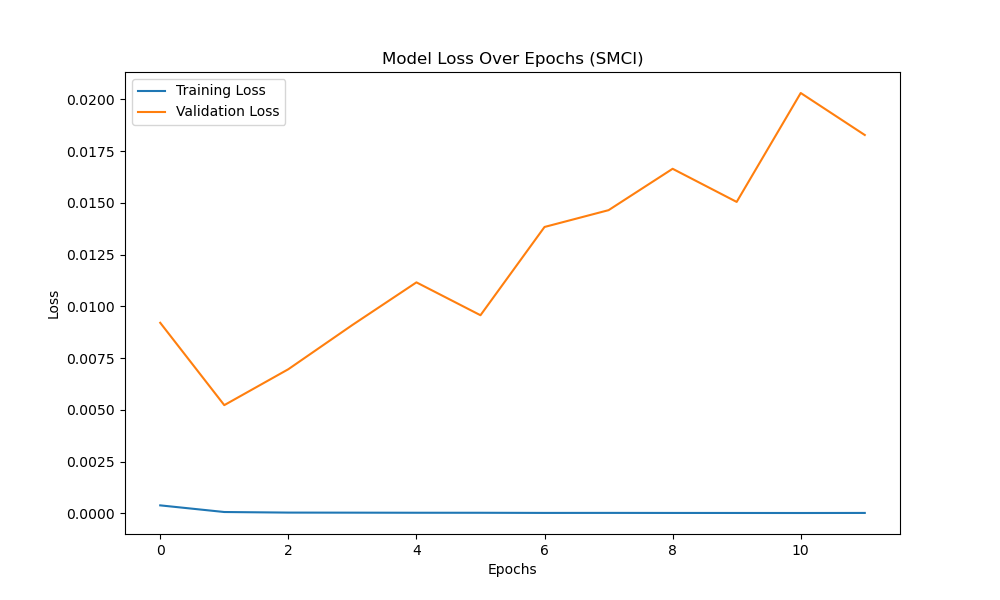 Model Loss Over Epochs (SMCI)
Training Loss
Validation Loss
0.0200
0.0175
0.0150
0.0125
0.0100
0.0075
0.0050
0.0025
0.0000
Loss
0 2 4 6 8 10
Epochs